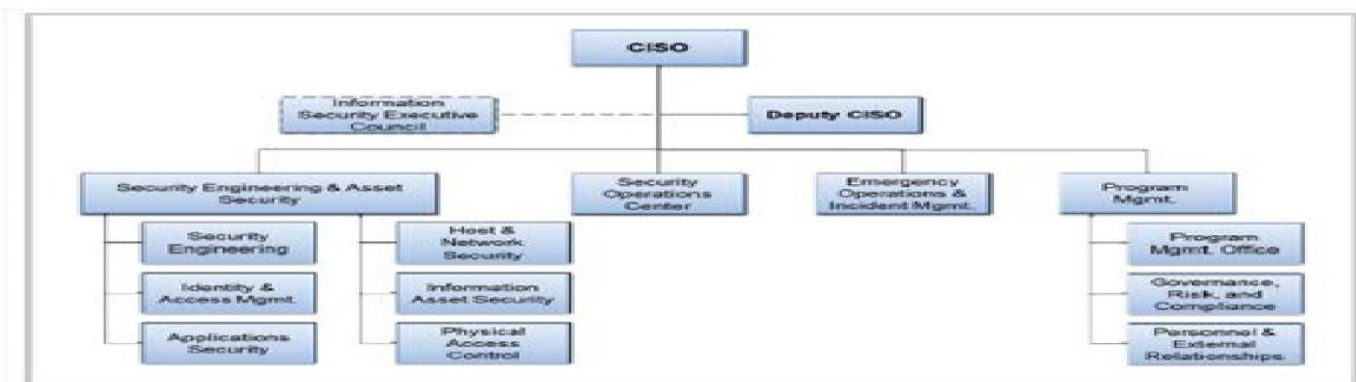 CISO
Information
Security Executive
Council
Deputy CISO
Security Engineering & Asset
Security
Security
Operations
Center
Emergency
Operations &
Incident Mgmt.
Program
Mgmt.
Security
Engineering
Host &
Network
Security
Program
Mgmt. Office
Identity &
Access Mgmt.
Information
Asset Security
Governance,
Risk, and
Compliance
Applications
Security
Physical
Access
Control
Personnel &
External
Relationships